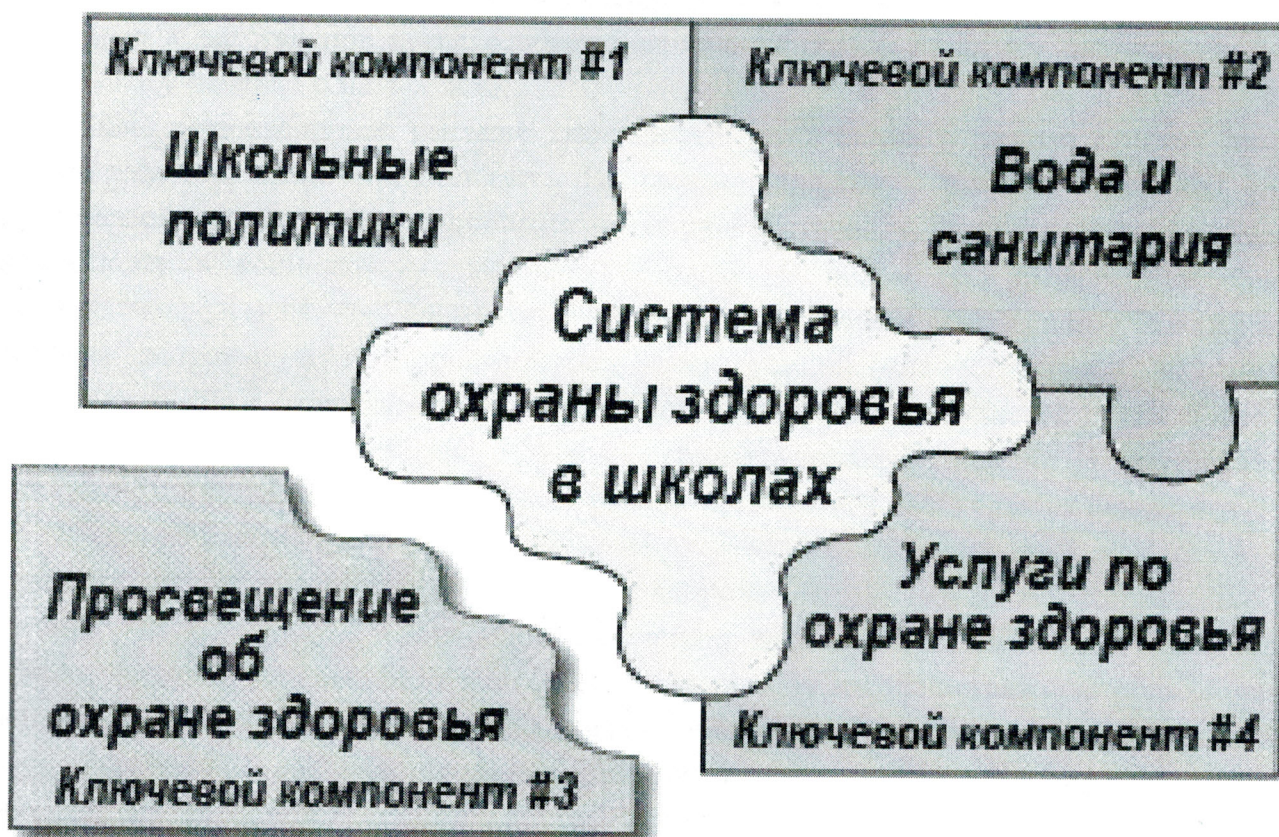 Ключевой компонент #1
Школьные
политики
Ключевой компонент #2
Вода и
санитария
Система
охраны здоровья
в школах
Просвещение
об
охране здоровья
Ключевой компонент #3
Услуги по
охране здоровья
Ключевой компонент #4